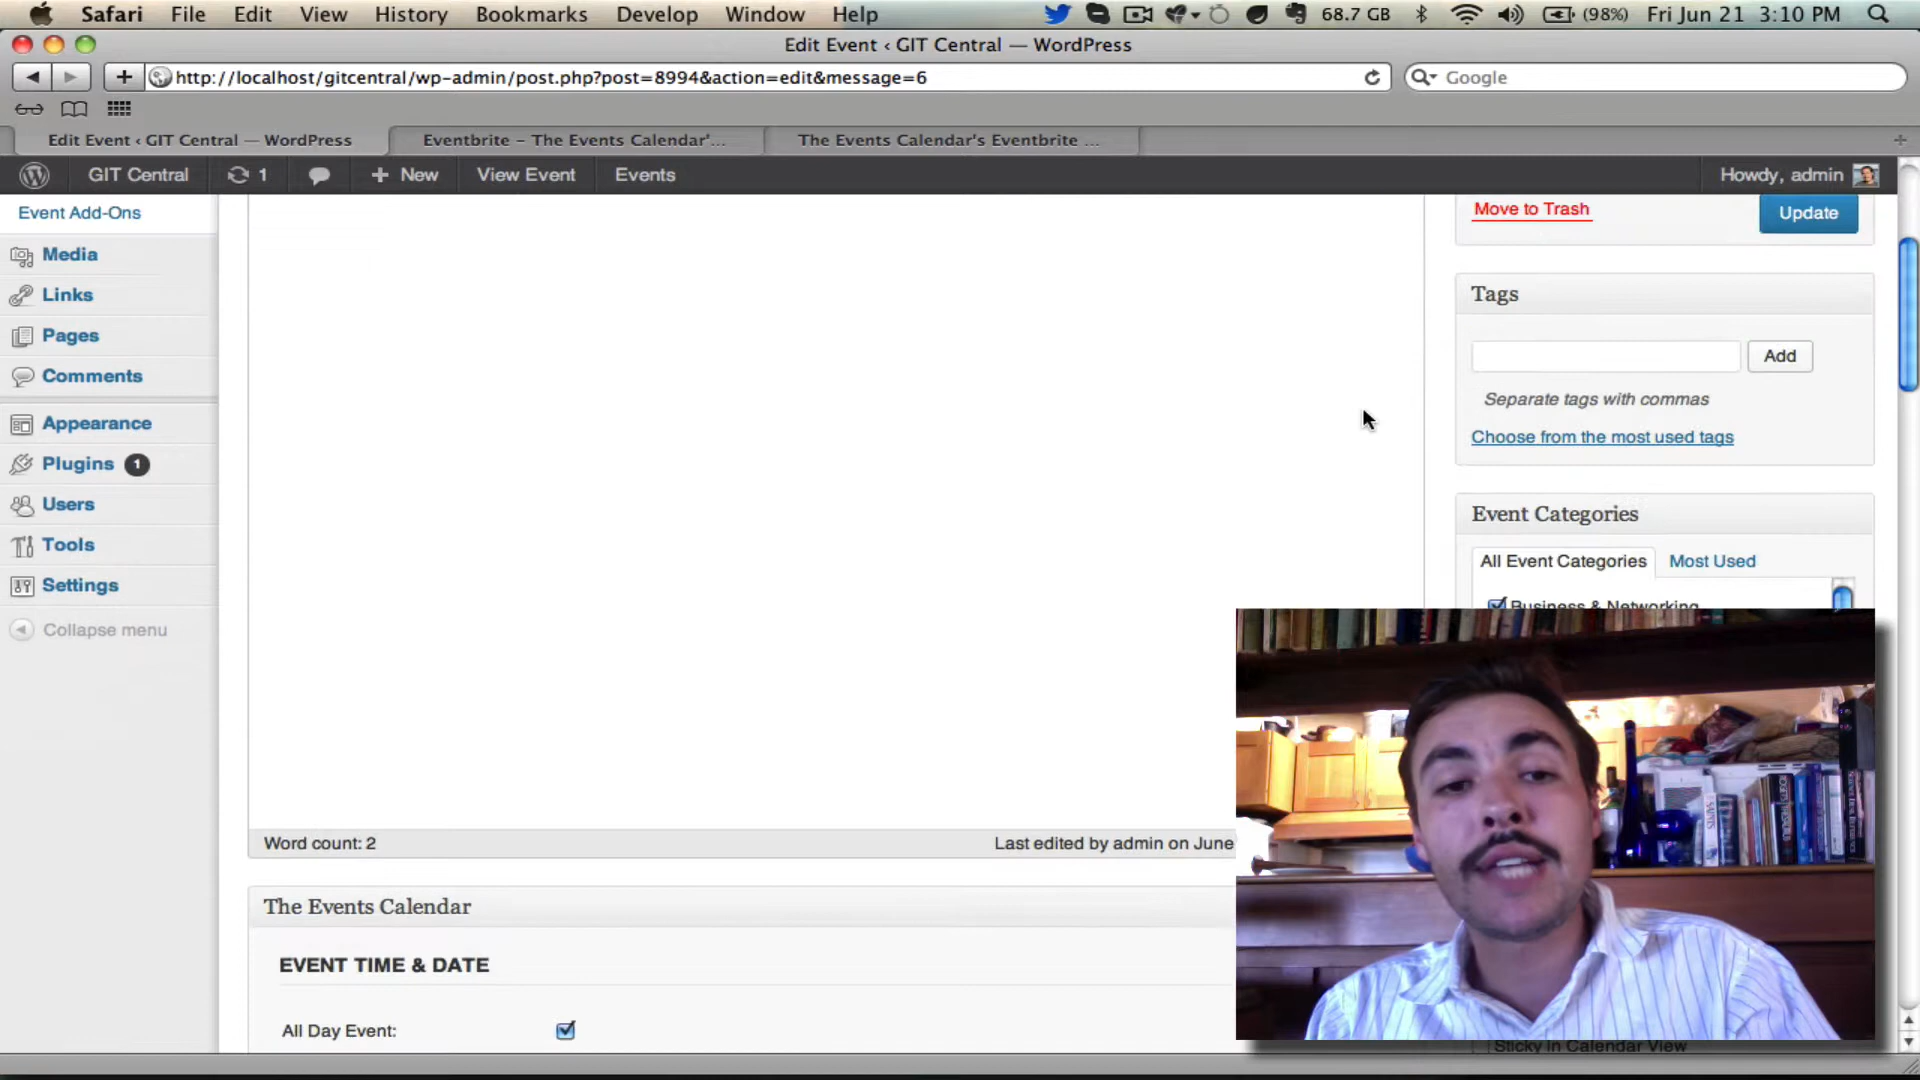 Safari File Edit View History Bookmarks Develop Window Help 68.7 GB (98%) Fri Jun 21 3:10 PM
Edit Event ‹ GIT Central — WordPress
http://localhost/gitcentral/wp-admin/post.php?post=8994&action=edit&message=6
Google
Edit Event ‹ GIT Central — WordPress
Eventbrite – The Events Calendar'...
The Events Calendar's Eventbrite ...
GIT Central 1 New View Event Events Howdy, admin
Event Add-Ons
Media
Links
Pages
Comments
Appearance
Plugins 1
Users
Tools
Settings
Collapse menu
Move to Trash
Update
Tags
Add
Separate tags with commas
Choose from the most used tags
Event Categories
All Event Categories Most Used
Business & Networking
Word count: 2
Last edited by admin on June
The Events Calendar
EVENT TIME & DATE
All Day Event:
Sticky In Calendar View